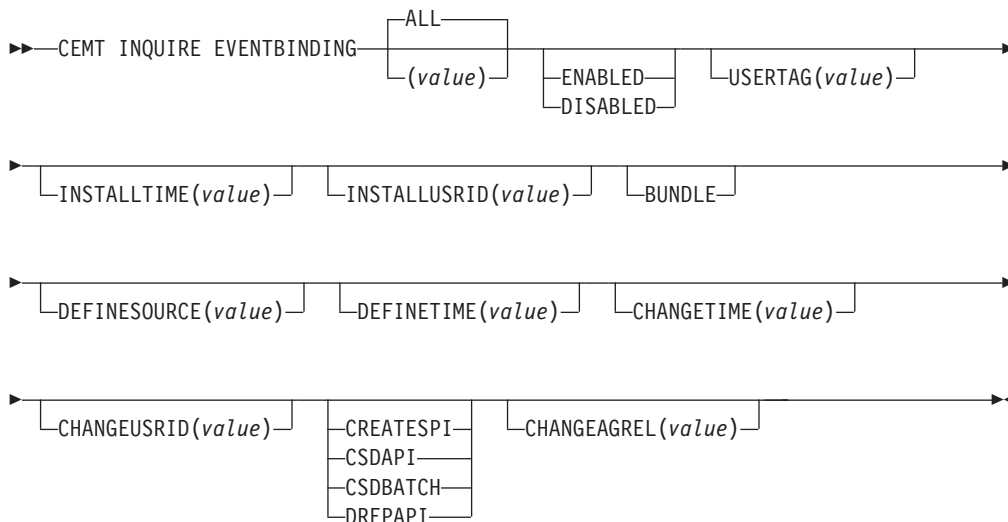 ALL
CEMT INQUIRE EVENTBINDING
(value)
ENABLED
DISABLED
USERTAG(value)
INSTALLTIME(value)
INSTALLUSRID(value)
BUNDLE
DEFINESOURCE(value)
DEFINETIME(value)
CHANGETIME(value)
CHANGEUSRID(value)
CREATESPI
CSDAPI
CSDBATCH
DREPAPI
CHANGEAGREL(value)